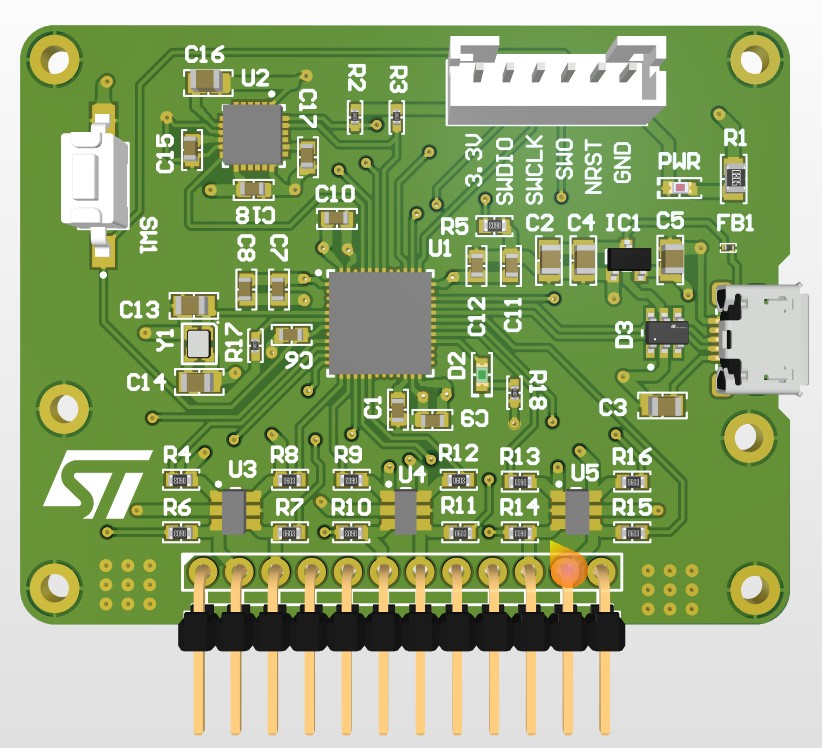 C16
U2
R2
R3
C17
C15
C18
C10
SW1
3.3V
SWDIO
SWCLK
SWO
NRST
GND
PWR
R1
R5
U1
C2
C4
IC1
C5
FB1
C8
C7
C12
C11
C13
Y1
R17
C6
D3
C14
D2
R18
C1
C9
C3
ST
R4
U3
R8
R9
U4
R12
R13
U5
R16
R6
R7
R10
R11
R14
R15